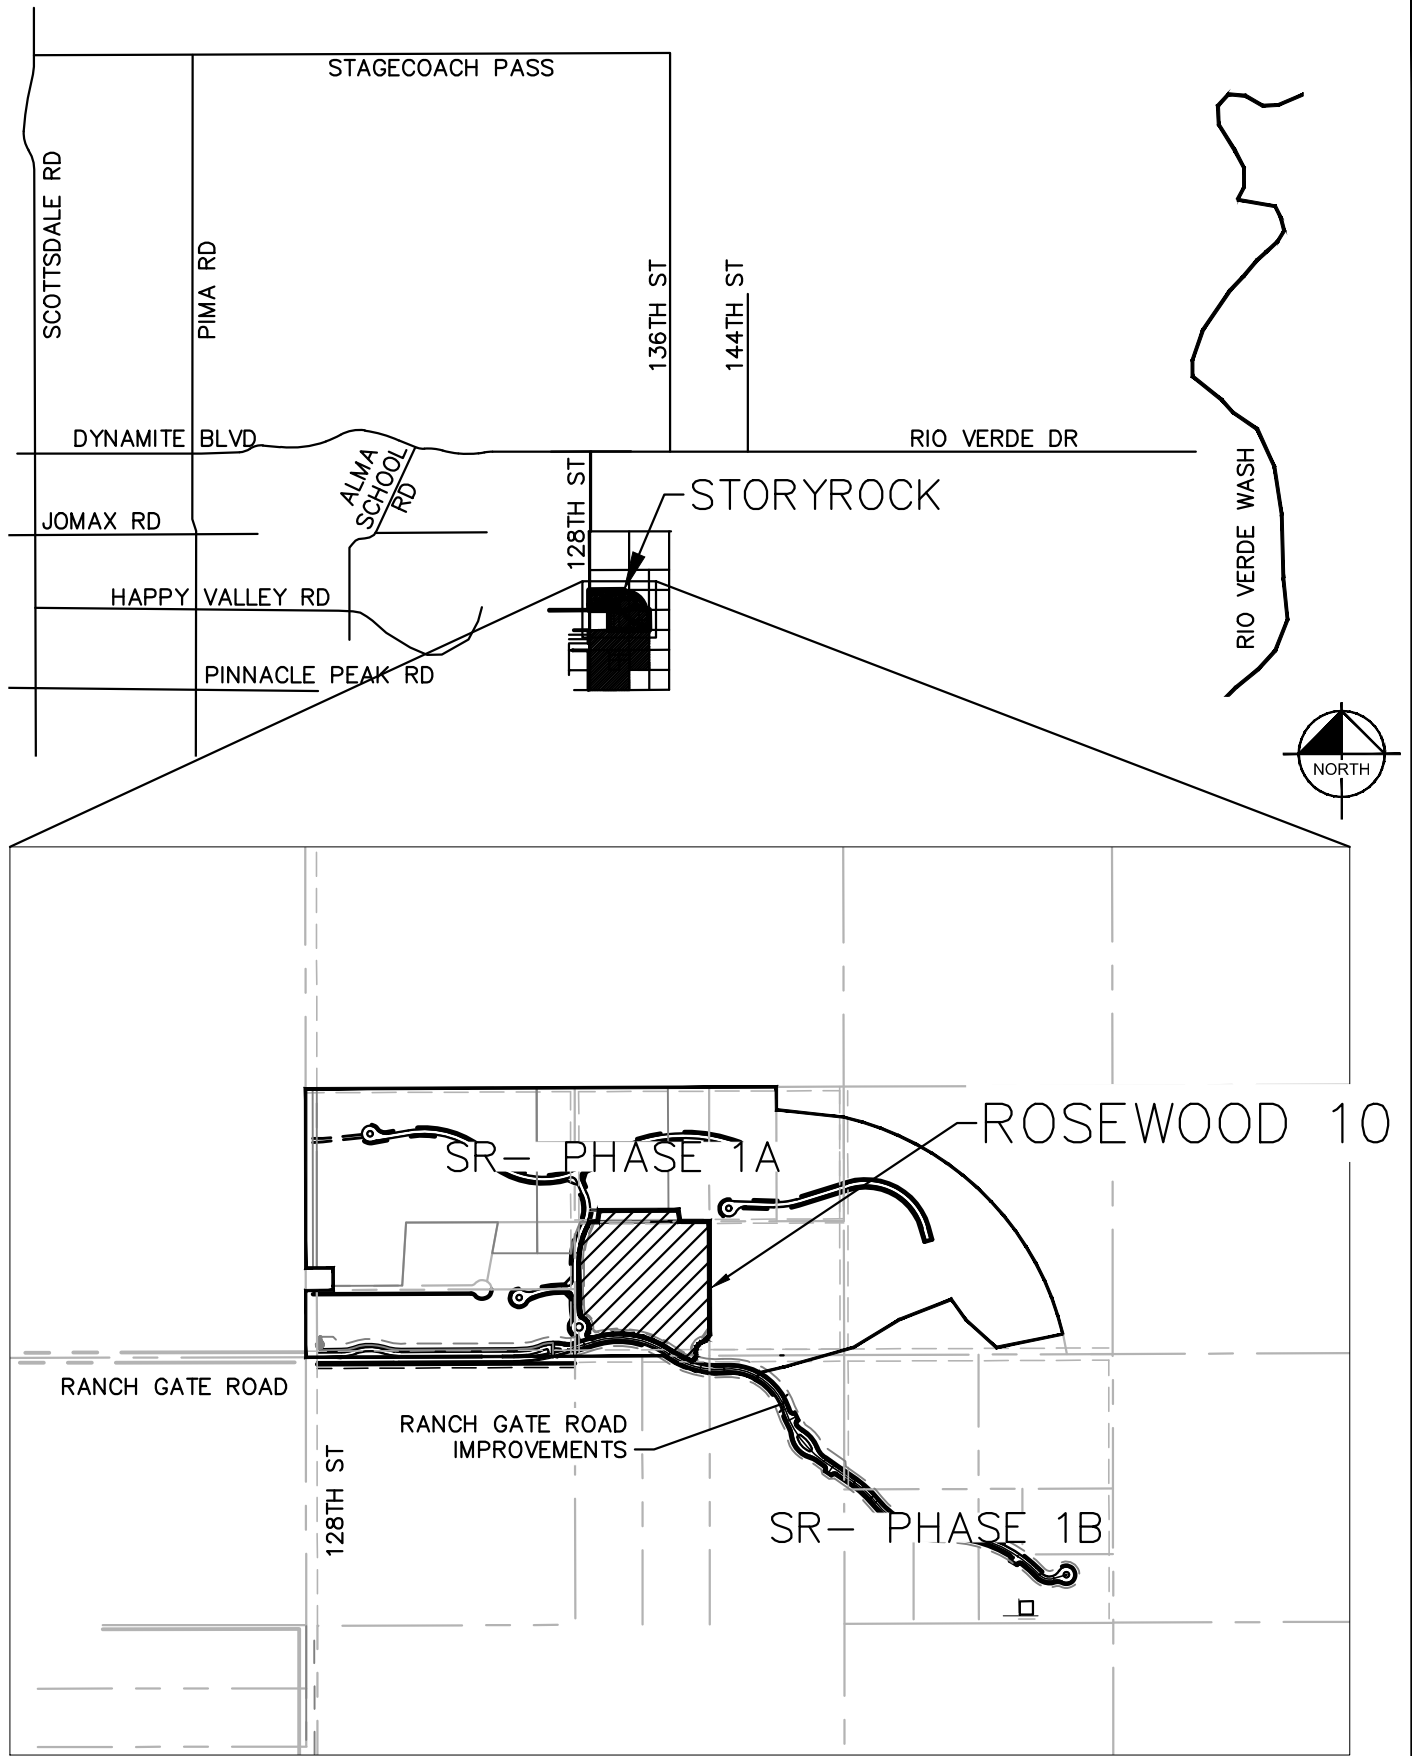 STAGECOACH PASS
SCOTTSDALE RD
PIMA RD
136TH ST
144TH ST
DYNAMITE BLVD
RIO VERDE DR
ALMA
SCHOOL
RD
128TH ST
STORYROCK
JOMAX RD
RIO VERDE WASH
HAPPY VALLEY RD
PINNACLE PEAK RD
NORTH
ROSEWOOD 10
SR- PHASE 1A
RANCH GATE ROAD
RANCH GATE ROAD
IMPROVEMENTS
128TH ST
SR- PHASE 1B